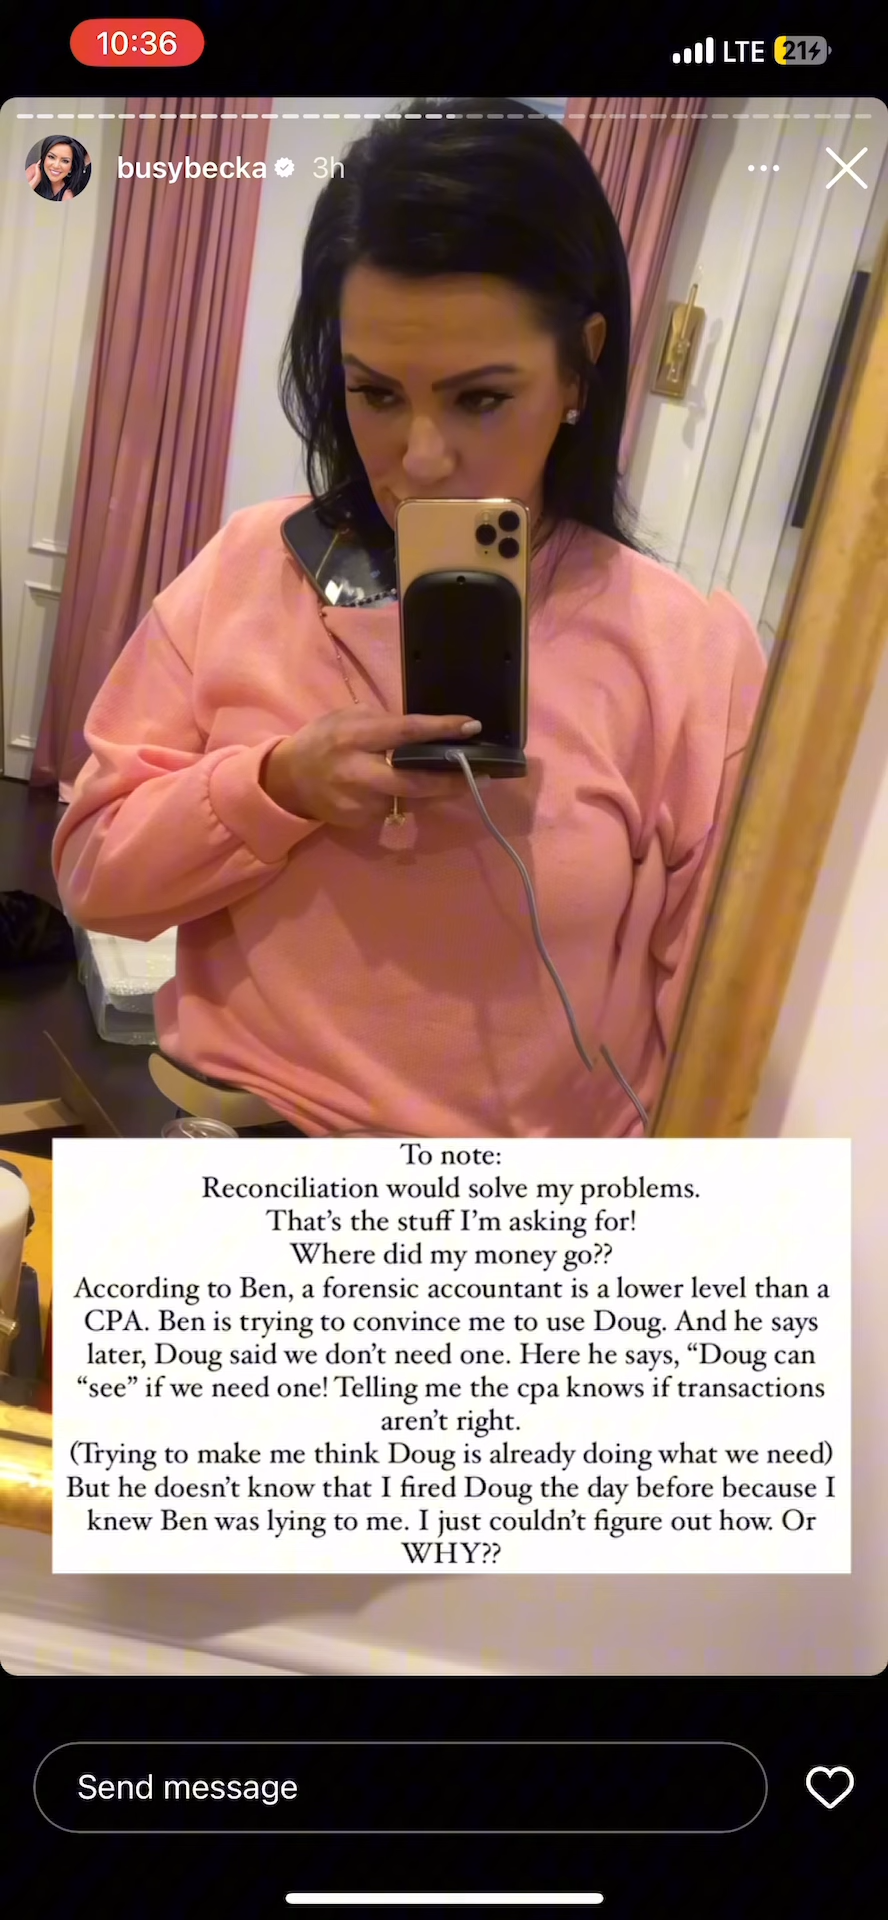 10:36
LTE 21
busybecka 3h
To note:
Reconciliation would solve my problems.
That's the stuff I'm asking for!
Where did my money go??
According to Ben, a forensic accountant is a lower level than a
CPA. Ben is trying to convince me to use Doug. And he says
later, Doug said we don't need one. Here he says, “Doug can
“see” if we need one! Telling me the cpa knows if transactions
aren't right.
(Trying to make me think Doug is already doing what we need)
But he doesn't know that I fired Doug the day before because I
knew Ben was lying to me. I just couldn't figure out how. Or
WHY??
Send message